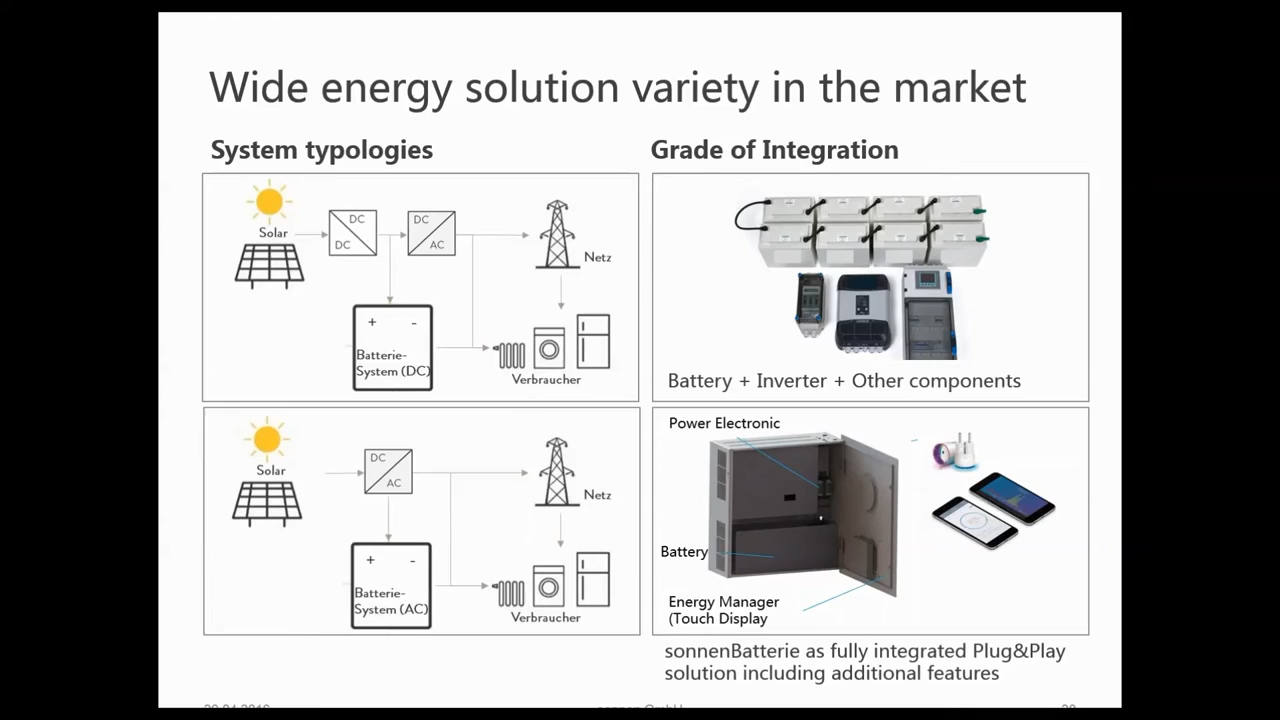 Wide energy solution variety in the market
System typologies
Solar
DC
DC
DC
AC
Netz
+ -
Batterie-
System (DC)
Verbraucher
Solar
DC
AC
Netz
+ -
Batterie-
System (AC)
Verbraucher
Grade of Integration
Battery + Inverter + Other components
Power Electronic
Battery
Energy Manager
(Touch Display
sonnenBatterie as fully integrated Plug&Play
solution including additional features